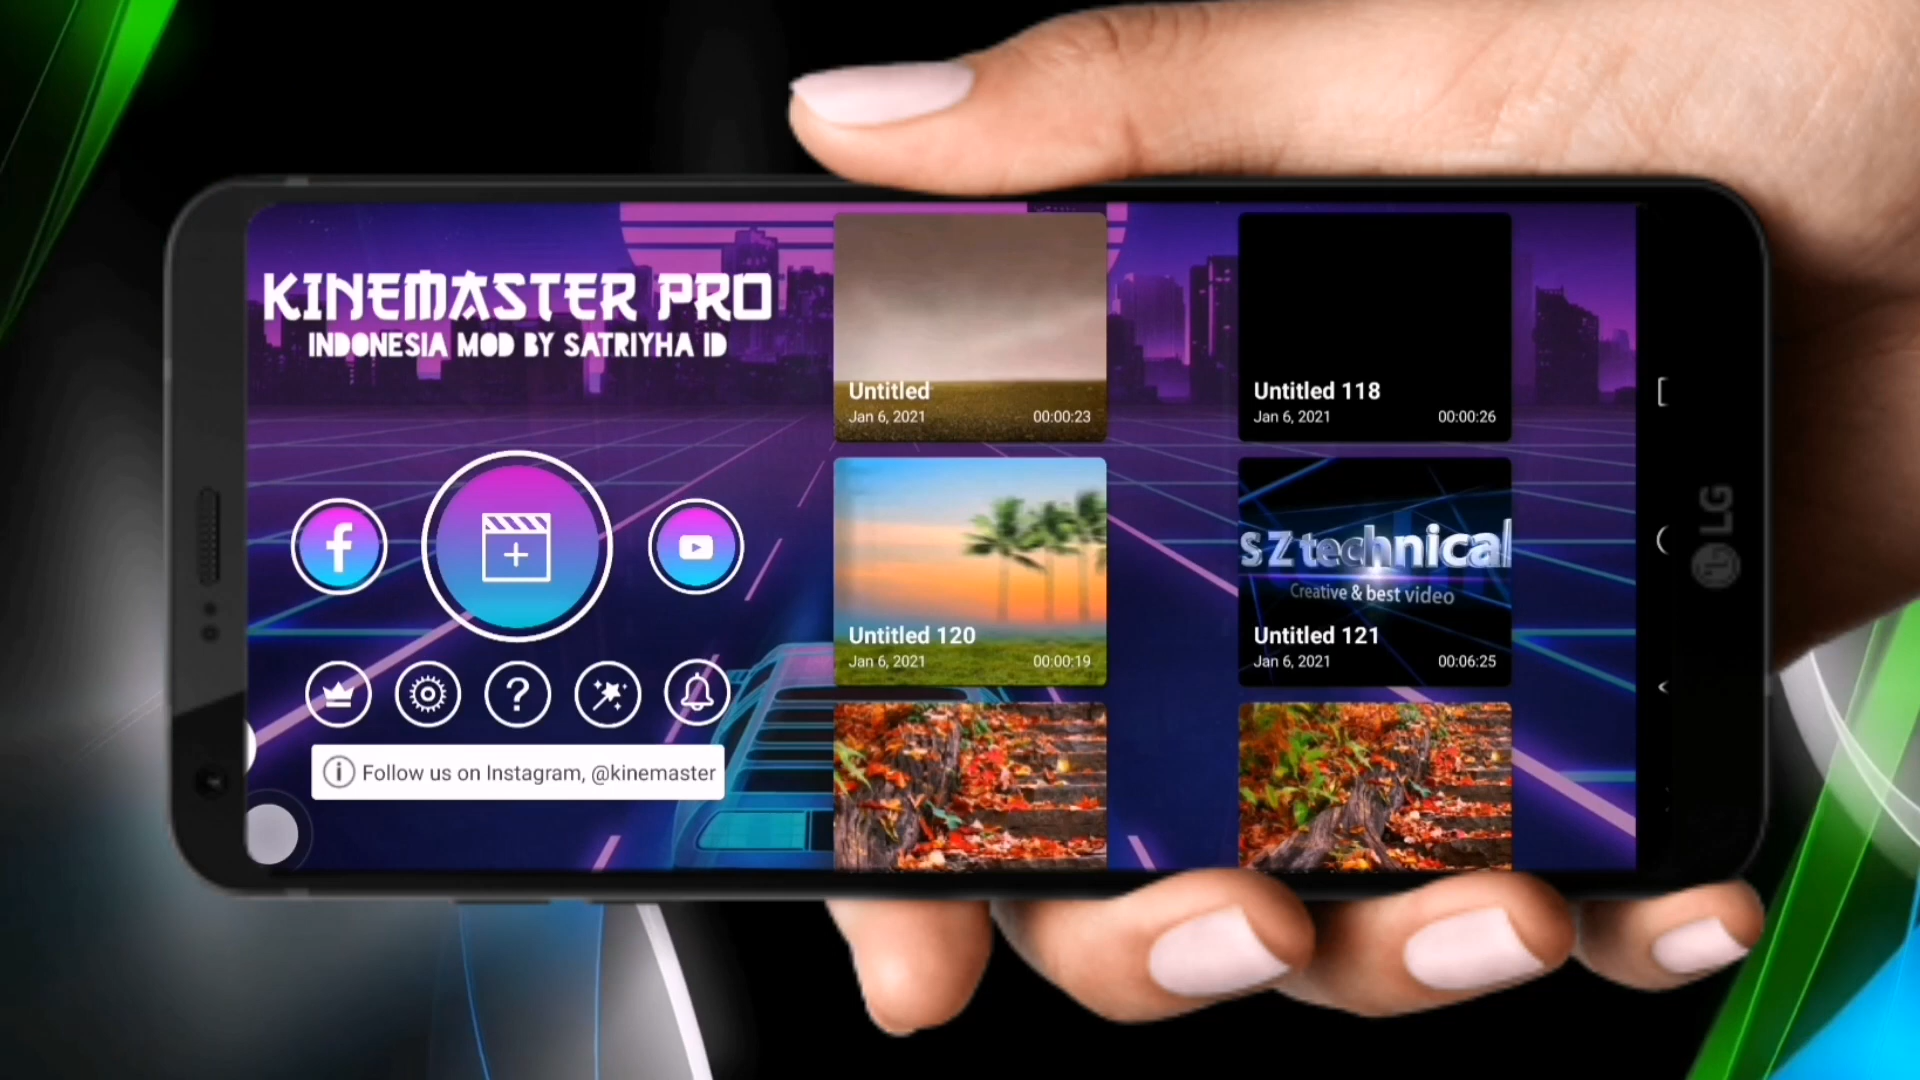 KINEMASTER PRO
INDONESIA MOD BY SATRIYHA ID
Follow us on Instagram, @kinemaster
Untitled
Jan 6, 2021 00:00:23
Untitled 118
Jan 6, 2021 00:00:26
Untitled 120
Jan 6, 2021 00:00:19
S Z technical
Creative & best video
Untitled 121
Jan 6, 2021 00:06:25
LG